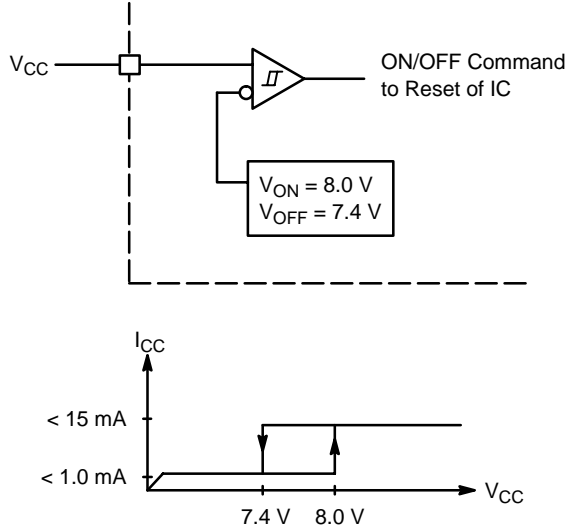 VCC
ON/OFF Command
to Reset of IC
VON = 8.0 V
VOFF = 7.4 V
ICC
< 15 mA
< 1.0 mA
VCC
7.4 V
8.0 V